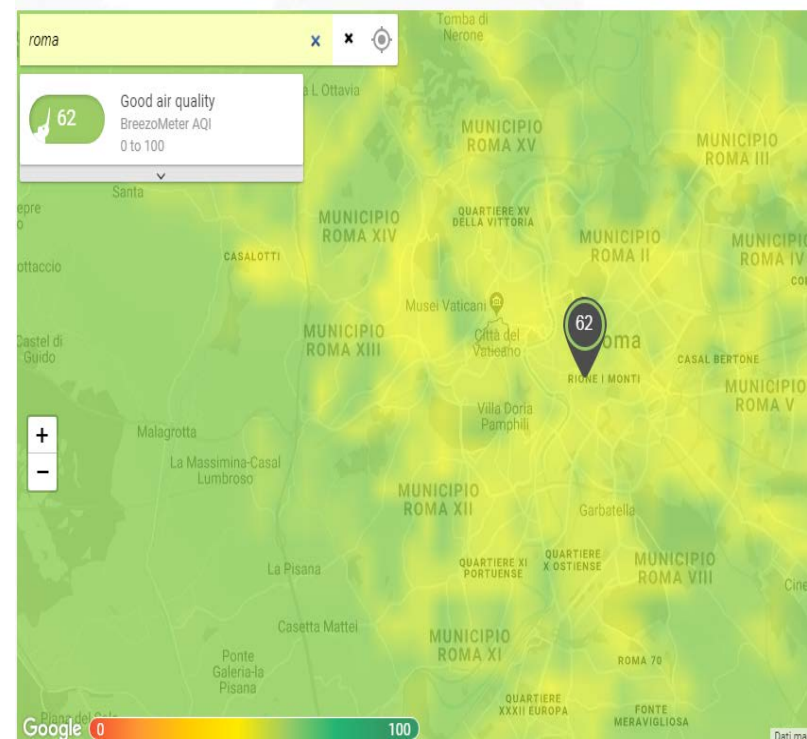 roma
62
Good air quality
BreezoMeter AQI
0 to 100
Tomba di
Nerone
a L Ottavia
MUNICIPIO
ROMA XV
MUNICIPIO
ROMA III
Santa
epre
o
MUNICIPIO
ROMA XIV
QUARTIERE XV
DELLA VITTORIA
MUNICIPIO
ROMA II
MUNICIPIO
ROMA IV
CASALOTTI
ottaccio
Musei Vaticani
62
Città del
Vaticano
oma
MUNICIPIO
ROMA XIII
Castel di
Guido
CASAL BERTONE
RIONE I MONTI
MUNICIPIO
ROMA V
Villa Doria
Pamphili
+
Malagrotta
−
La Massimina-Casal
Lumbroso
MUNICIPIO
ROMA XII
Garbatella
La Pisana
QUARTIERE XI
PORTUENSE
QUARTIERE
X OSTIENSE
MUNICIPIO
ROMA VIII
Cine
Casetta Mattei
MUNICIPIO
ROMA XI
Ponte
Galeria-la
Pisana
ROMA 70
QUARTIERE
XXXII EUROPA
FONTE
MERAVIGLIOSA
Google
0
100
Dati ma